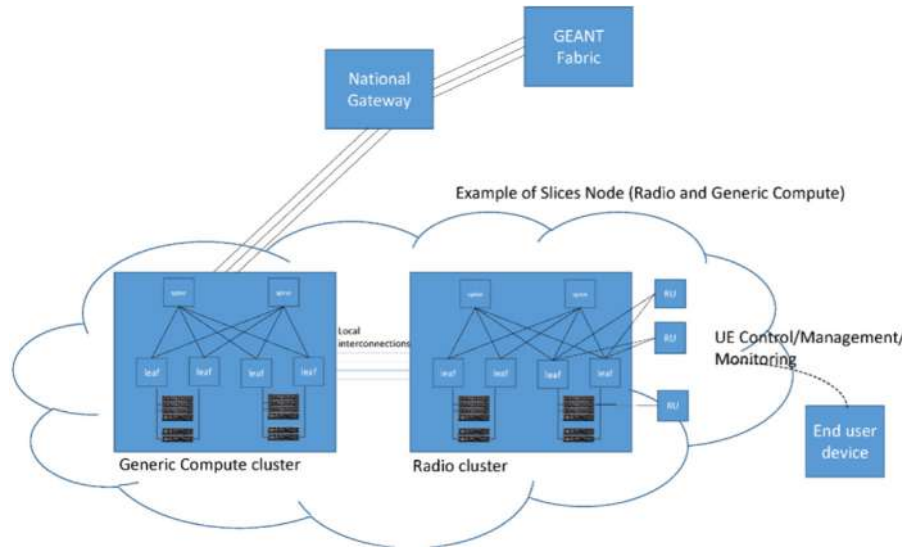 GEANT
Fabric
National
Gateway
Example of Slices Node (Radio and Generic Compute)
spine
spine
spine
spine
RU
Local
interconnections
RU
UE Control/Management/
Monitoring
leaf
leaf
leaf
leaf
leaf
leaf
leaf
leaf
RU
End user
device
Generic Compute cluster
Radio cluster